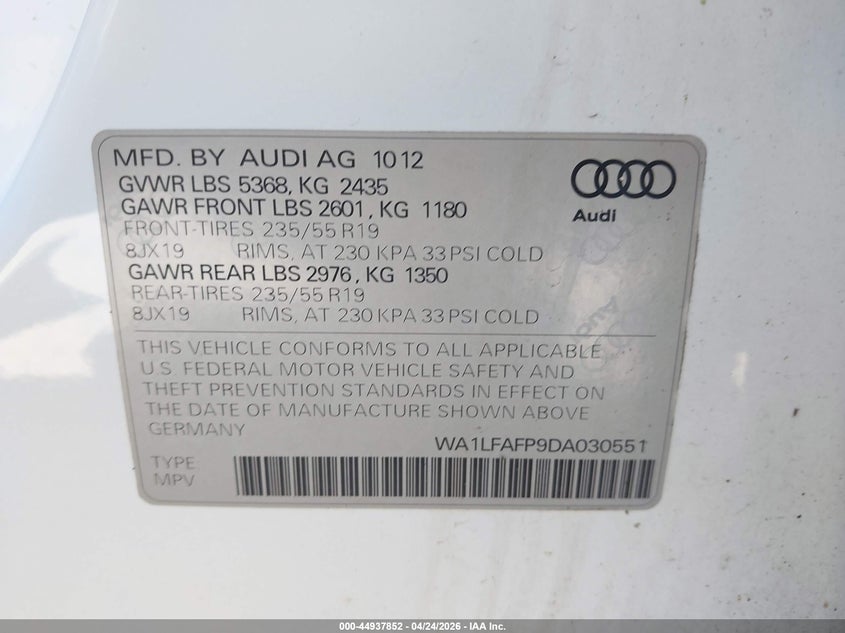 MFD. BY AUDI AG 1012
GVWR LBS 5368, KG 2435
GAWR FRONT LBS 2601, KG 1180
FRONT-TIRES 235/55 R19
8JX19 RIMS, AT 230 KPA 33 PSI COLD
GAWR REAR LBS 2976, KG 1350
REAR-TIRES 235/55 R19
8JX19 RIMS, AT 230 KPA 33 PSI COLD
Audi
THIS VEHICLE CONFORMS TO ALL APPLICABLE
U.S. FEDERAL MOTOR VEHICLE SAFETY AND
THEFT PREVENTION STANDARDS IN EFFECT ON
THE DATE OF MANUFACTURE SHOWN ABOVE
GERMANY
WA1LFAFP9DA030551
TYPE:
MPV
000-44937852 • 04/24/2026 • IAA Inc.